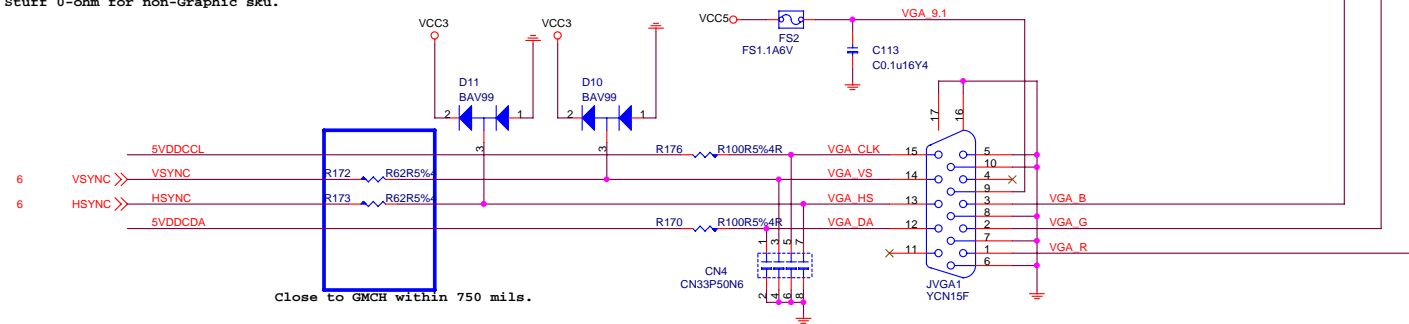 Stuff 0-ohm for non-Graphic sku.
VCC3
VCC3
VCC5
FS2
FS1.1A6V
VGA_9.1
C113
C0.1u16Y4
D11
BAV99
D10
BAV99
2
1
3
2
1
3
17
16
5VDDCCL
R176
R100R5%4R
VGA_CLK
15
5
10
6
VSYNC
VSYNC
R172
R62R5%4
VGA_VS
14
4
9
6
HSYNC
HSYNC
R173
R62R5%4
VGA_HS
13
3
VGA_B
8
5VDDCDA
R170
R100R5%4R
VGA_DA
12
2
VGA_G
7
11
1
VGA_R
6
1
3
5
7
CN4
CN33P50N6
2
4
6
8
JVGA1
YCN15F
Close to GMCH within 750 mils.